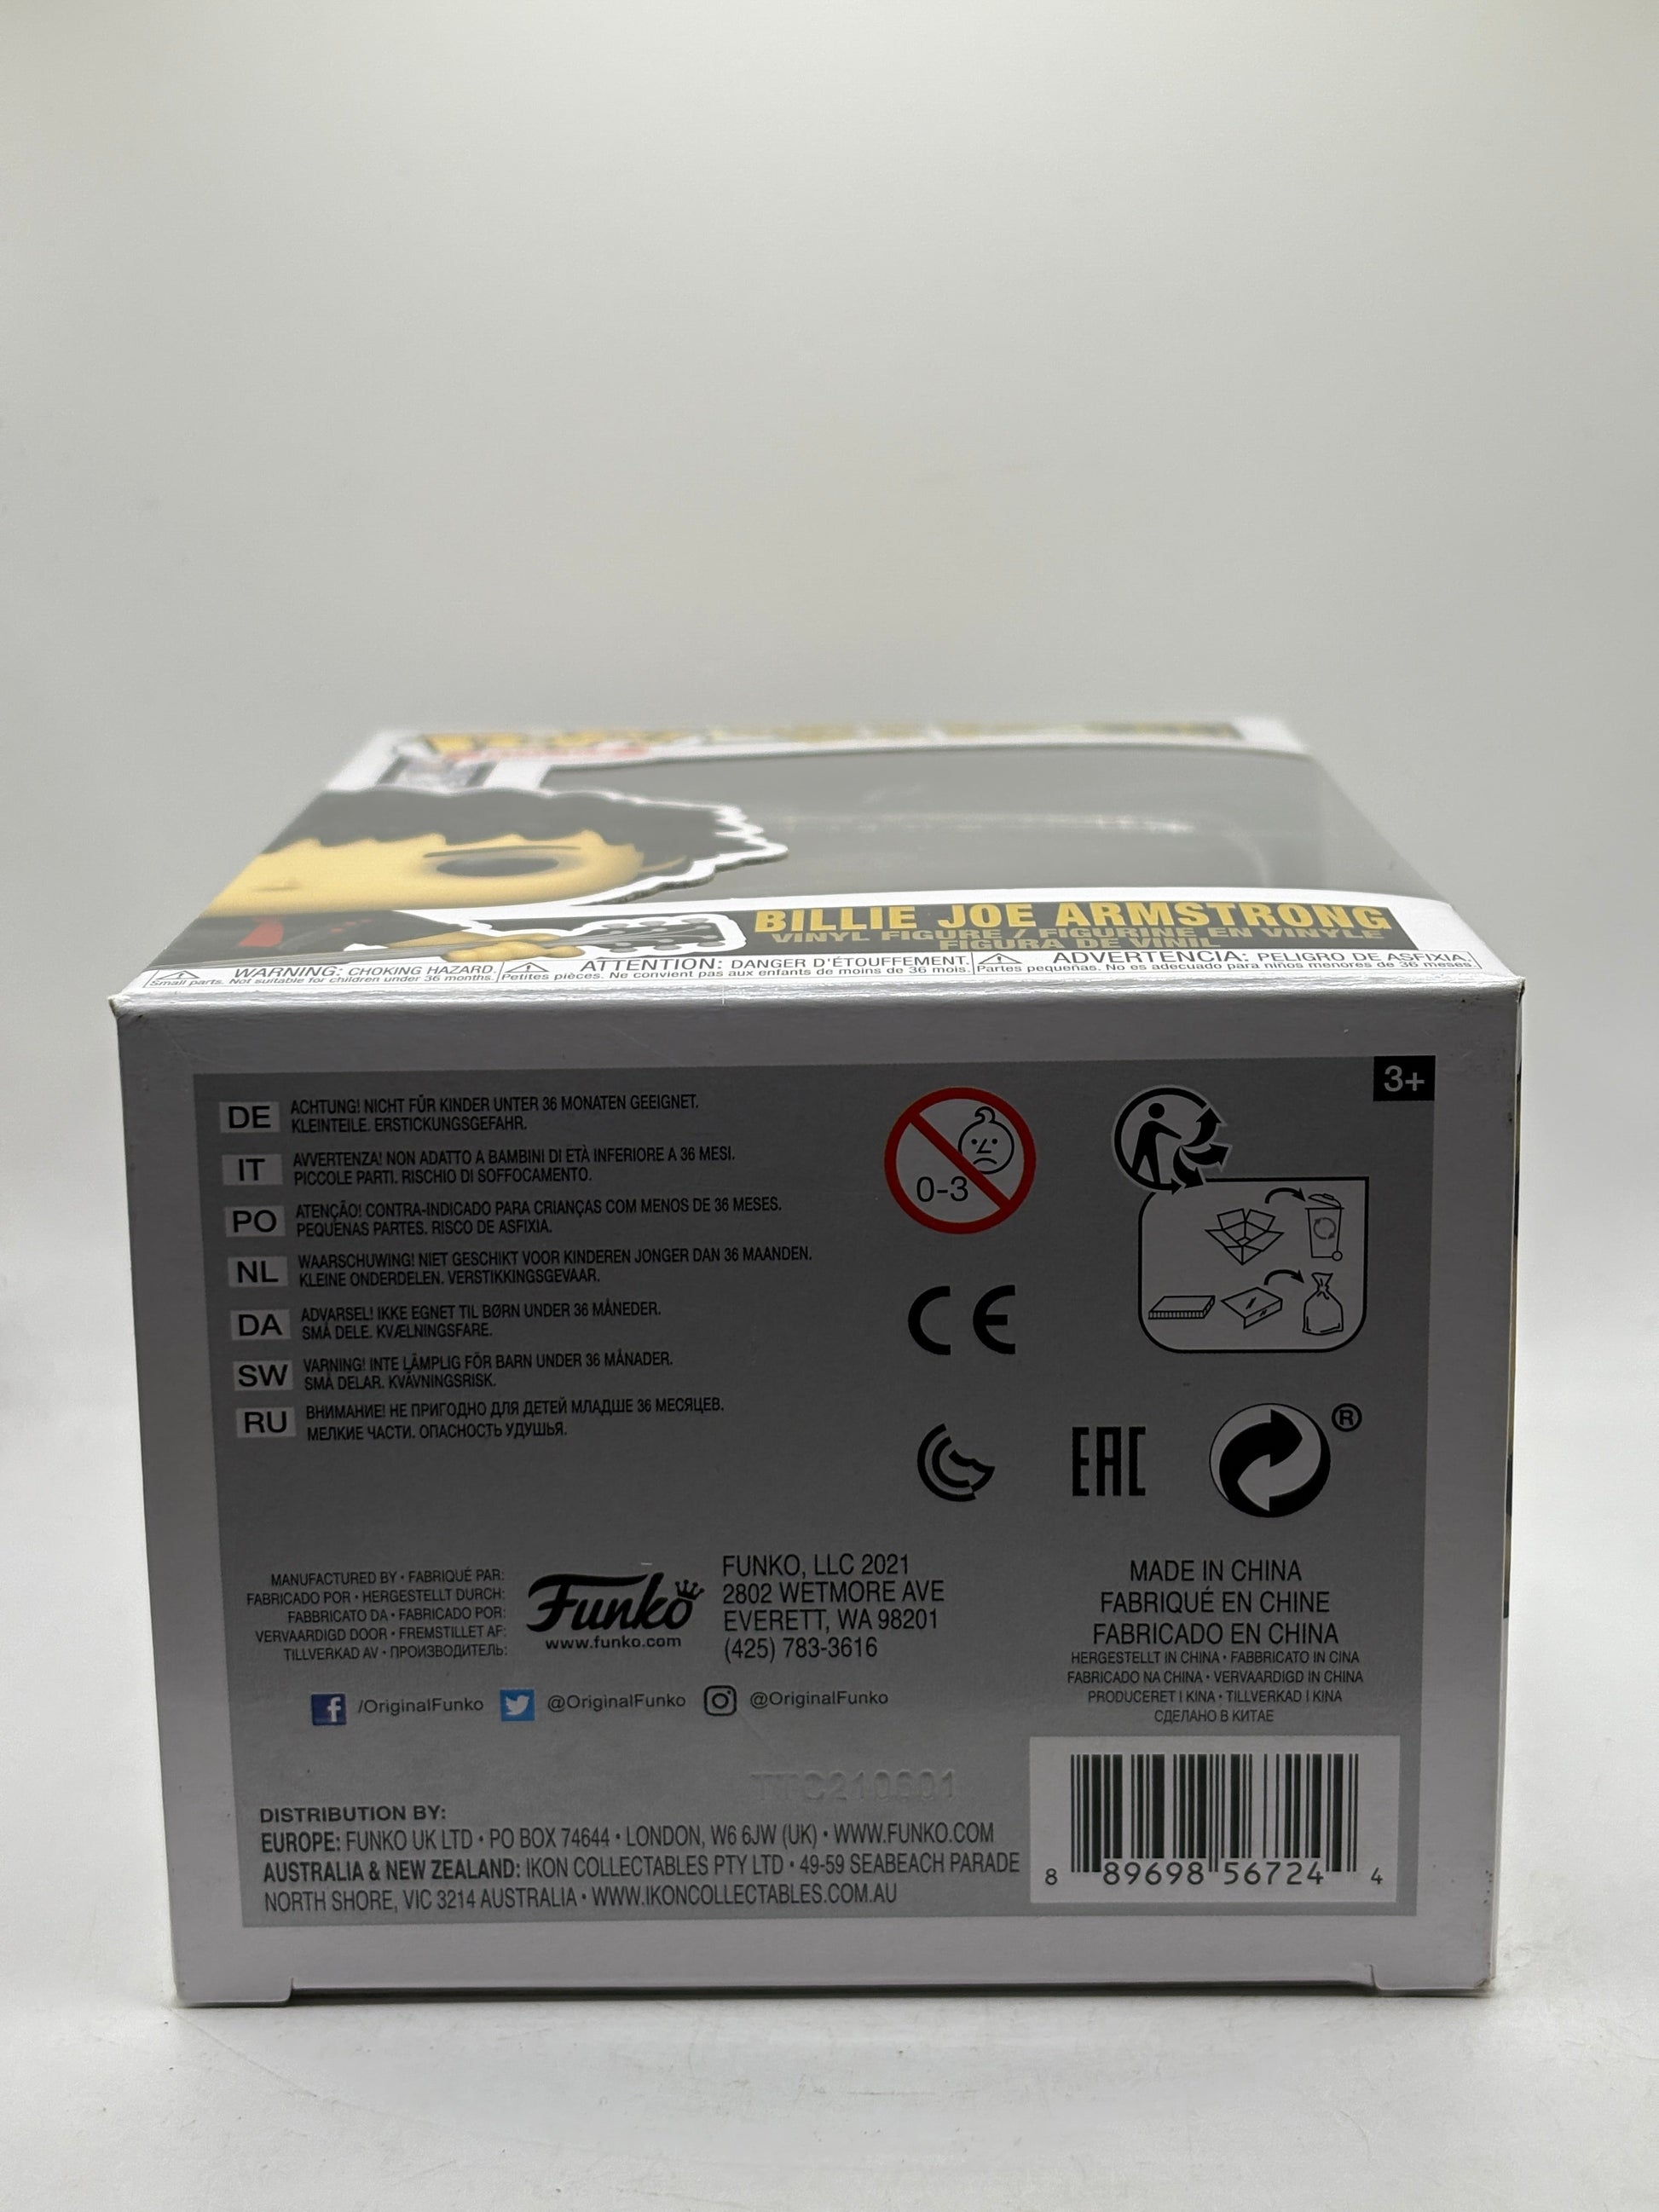 BILLIE JOE ARMSTRONG
VINYL FIGURE / FIGURINE EN VINYLE
FIGURA DE VINIL
WARNING: CHOKING HAZARD.
Small parts. Not suitable for children under 36 months.
ATTENTION: DANGER D'ÉTOUFFEMENT.
Petites pièces. Ne convient pas aux enfants de moins de 36 mois.
ADVERTENCIA: PELIGRO DE ASFIXIA.
Partes pequeñas. No es adecuado para niños menores de 36 meses.
3+
DE ACHTUNG! NICHT FÜR KINDER UNTER 36 MONATEN GEEIGNET.
KLEINTEILE. ERSTICKUNGSGEFAHR.
IT AVVERTENZA! NON ADATTO A BAMBINI DI ETÀ INFERIORE A 36 MESI.
PICCOLE PARTI. RISCHIO DI SOFFOCAMENTO.
PO ATENÇÃO! CONTRA-INDICADO PARA CRIANÇAS COM MENOS DE 36 MESES.
PEQUENAS PARTES. RISCO DE ASFIXIA.
NL WAARSCHUWING! NIET GESCHIKT VOOR KINDEREN JONGER DAN 36 MAANDEN.
KLEINE ONDERDELEN. VERSTIKKINGSGEVAAR.
DA ADVARSEL! IKKE EGNET TIL BØRN UNDER 36 MÅNEDER.
SMÅ DELE. KVÆLNINGSFARE.
SW VARNING! INTE LÄMPLIG FÖR BARN UNDER 36 MÅNADER.
SMÅ DELAR. KVÄVNINGSRISK.
RU ВНИМАНИЕ! НЕ ПРИГОДНО ДЛЯ ДЕТЕЙ МЛАДШЕ 36 МЕСЯЦЕВ.
МЕЛКИЕ ЧАСТИ. ОПАСНОСТЬ УДУШЬЯ.
0-3
CE
EAC
®
MANUFACTURED BY • FABRIQUÉ PAR:
FABRICADO POR • HERGESTELLT DURCH:
FABBRICATO DA • FABRICADO POR:
VERVAARDIGD DOOR • FREMSTILLET AF:
TILLVERKAD AV • ПРОИЗВОДИТЕЛЬ:
Funko
www.funko.com
FUNKO, LLC 2021
2802 WETMORE AVE
EVERETT, WA 98201
(425) 783-3616
MADE IN CHINA
FABRIQUÉ EN CHINE
FABRICADO EN CHINA
HERGESTELLT IN CHINA • FABBRICATO IN CINA
FABRICADO NA CHINA • VERVAARDIGD IN CHINA
PRODUCERET I KINA • TILLVERKAD I KINA
СДЕЛАНО В КИТАЕ
/OriginalFunko @OriginalFunko @OriginalFunko
TTC210601
DISTRIBUTION BY:
EUROPE: FUNKO UK LTD • PO BOX 74644 • LONDON, W6 6JW (UK) • WWW.FUNKO.COM
AUSTRALIA & NEW ZEALAND: IKON COLLECTABLES PTY LTD • 49-59 SEABEACH PARADE
NORTH SHORE, VIC 3214 AUSTRALIA • WWW.IKONCOLLECTABLES.COM.AU
8 89698 56724 4